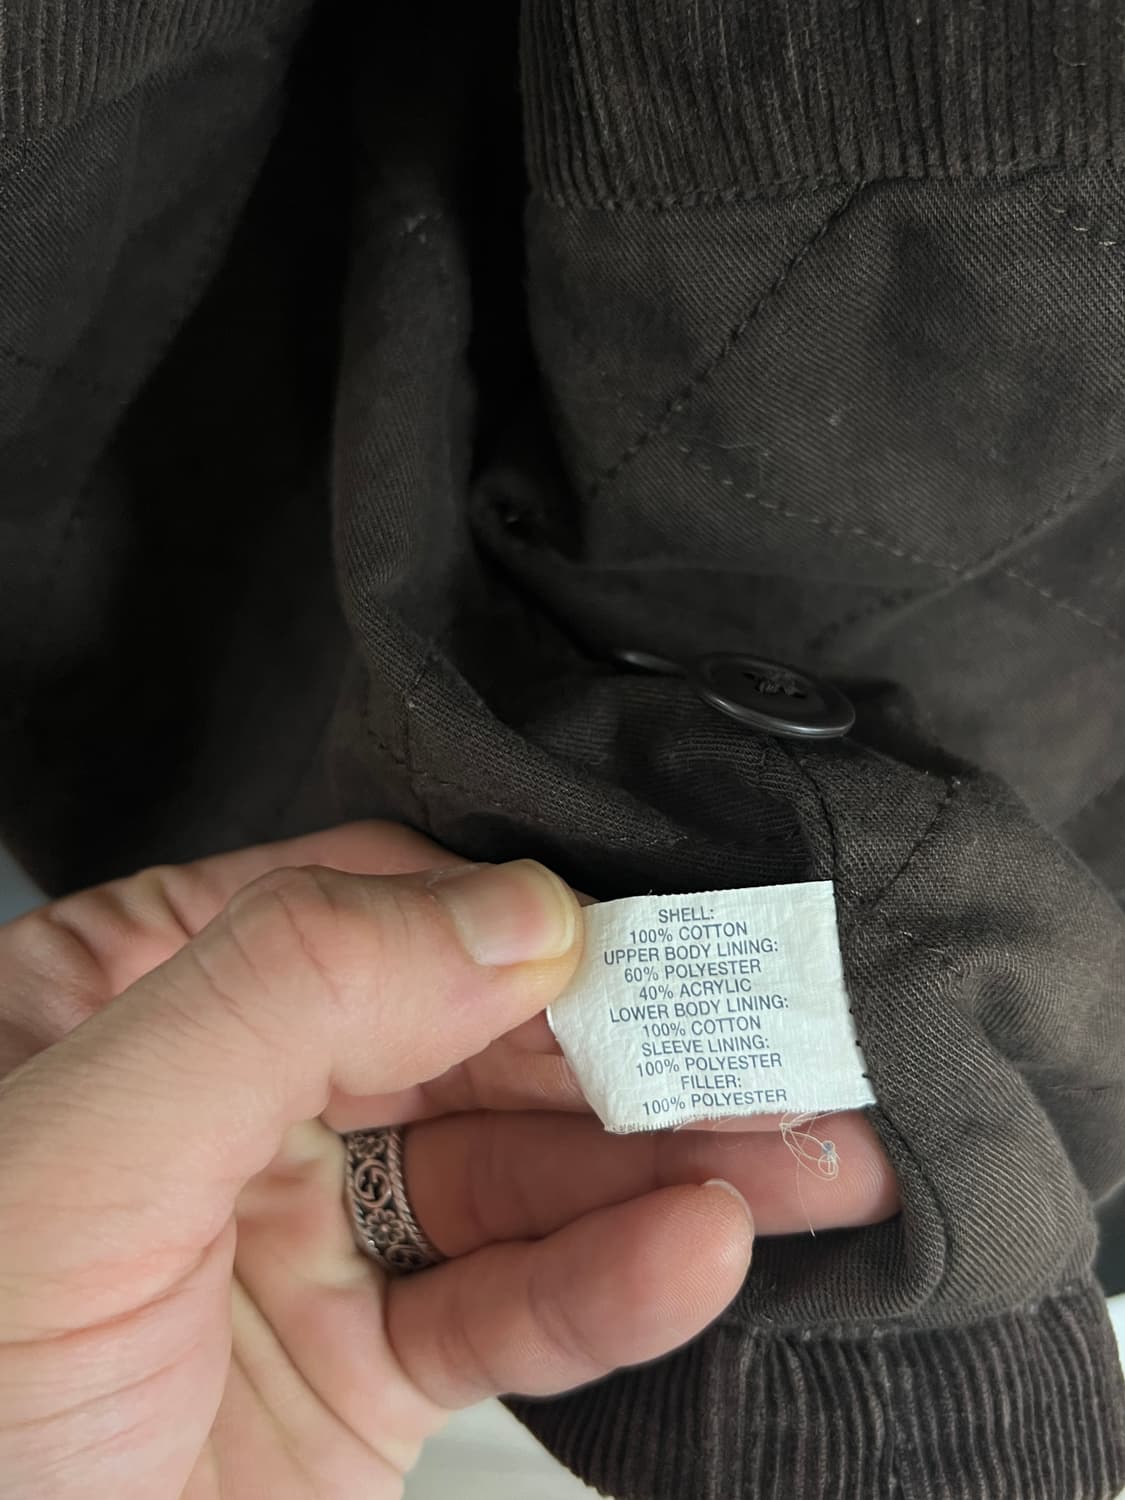 SHELL:
100% COTTON
UPPER BODY LINING:
60% POLYESTER
40% ACRYLIC
LOWER BODY LINING:
100% COTTON
SLEEVE LINING:
100% POLYESTER
FILLER:
100% POLYESTER